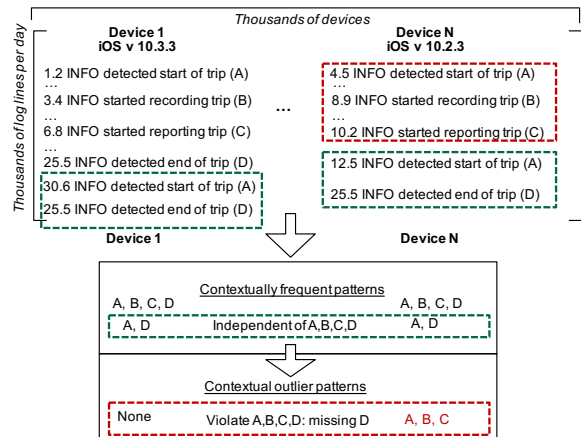 Thousands of devices
Thousands of log lines per day
Device 1
iOS v 10.3.3
1.2 INFO detected start of trip (A)
...
3.4 INFO started recording trip (B)
...
6.8 INFO started reporting trip (C)
...
25.5 INFO detected end of trip (D)
30.6 INFO detected start of trip (A)
25.5 INFO detected end of trip (D)
...
Device N
iOS v 10.2.3
4.5 INFO detected start of trip (A)
...
8.9 INFO started recording trip (B)
...
10.2 INFO started reporting trip (C)
12.5 INFO detected start of trip (A)
25.5 INFO detected end of trip (D)
Device 1
Device N
Contextually frequent patterns
A, B, C, D
A, B, C, D
A, D
Independent of A,B,C,D
A, D
Contextual outlier patterns
None
Violate A,B,C,D: missing D
A, B, C